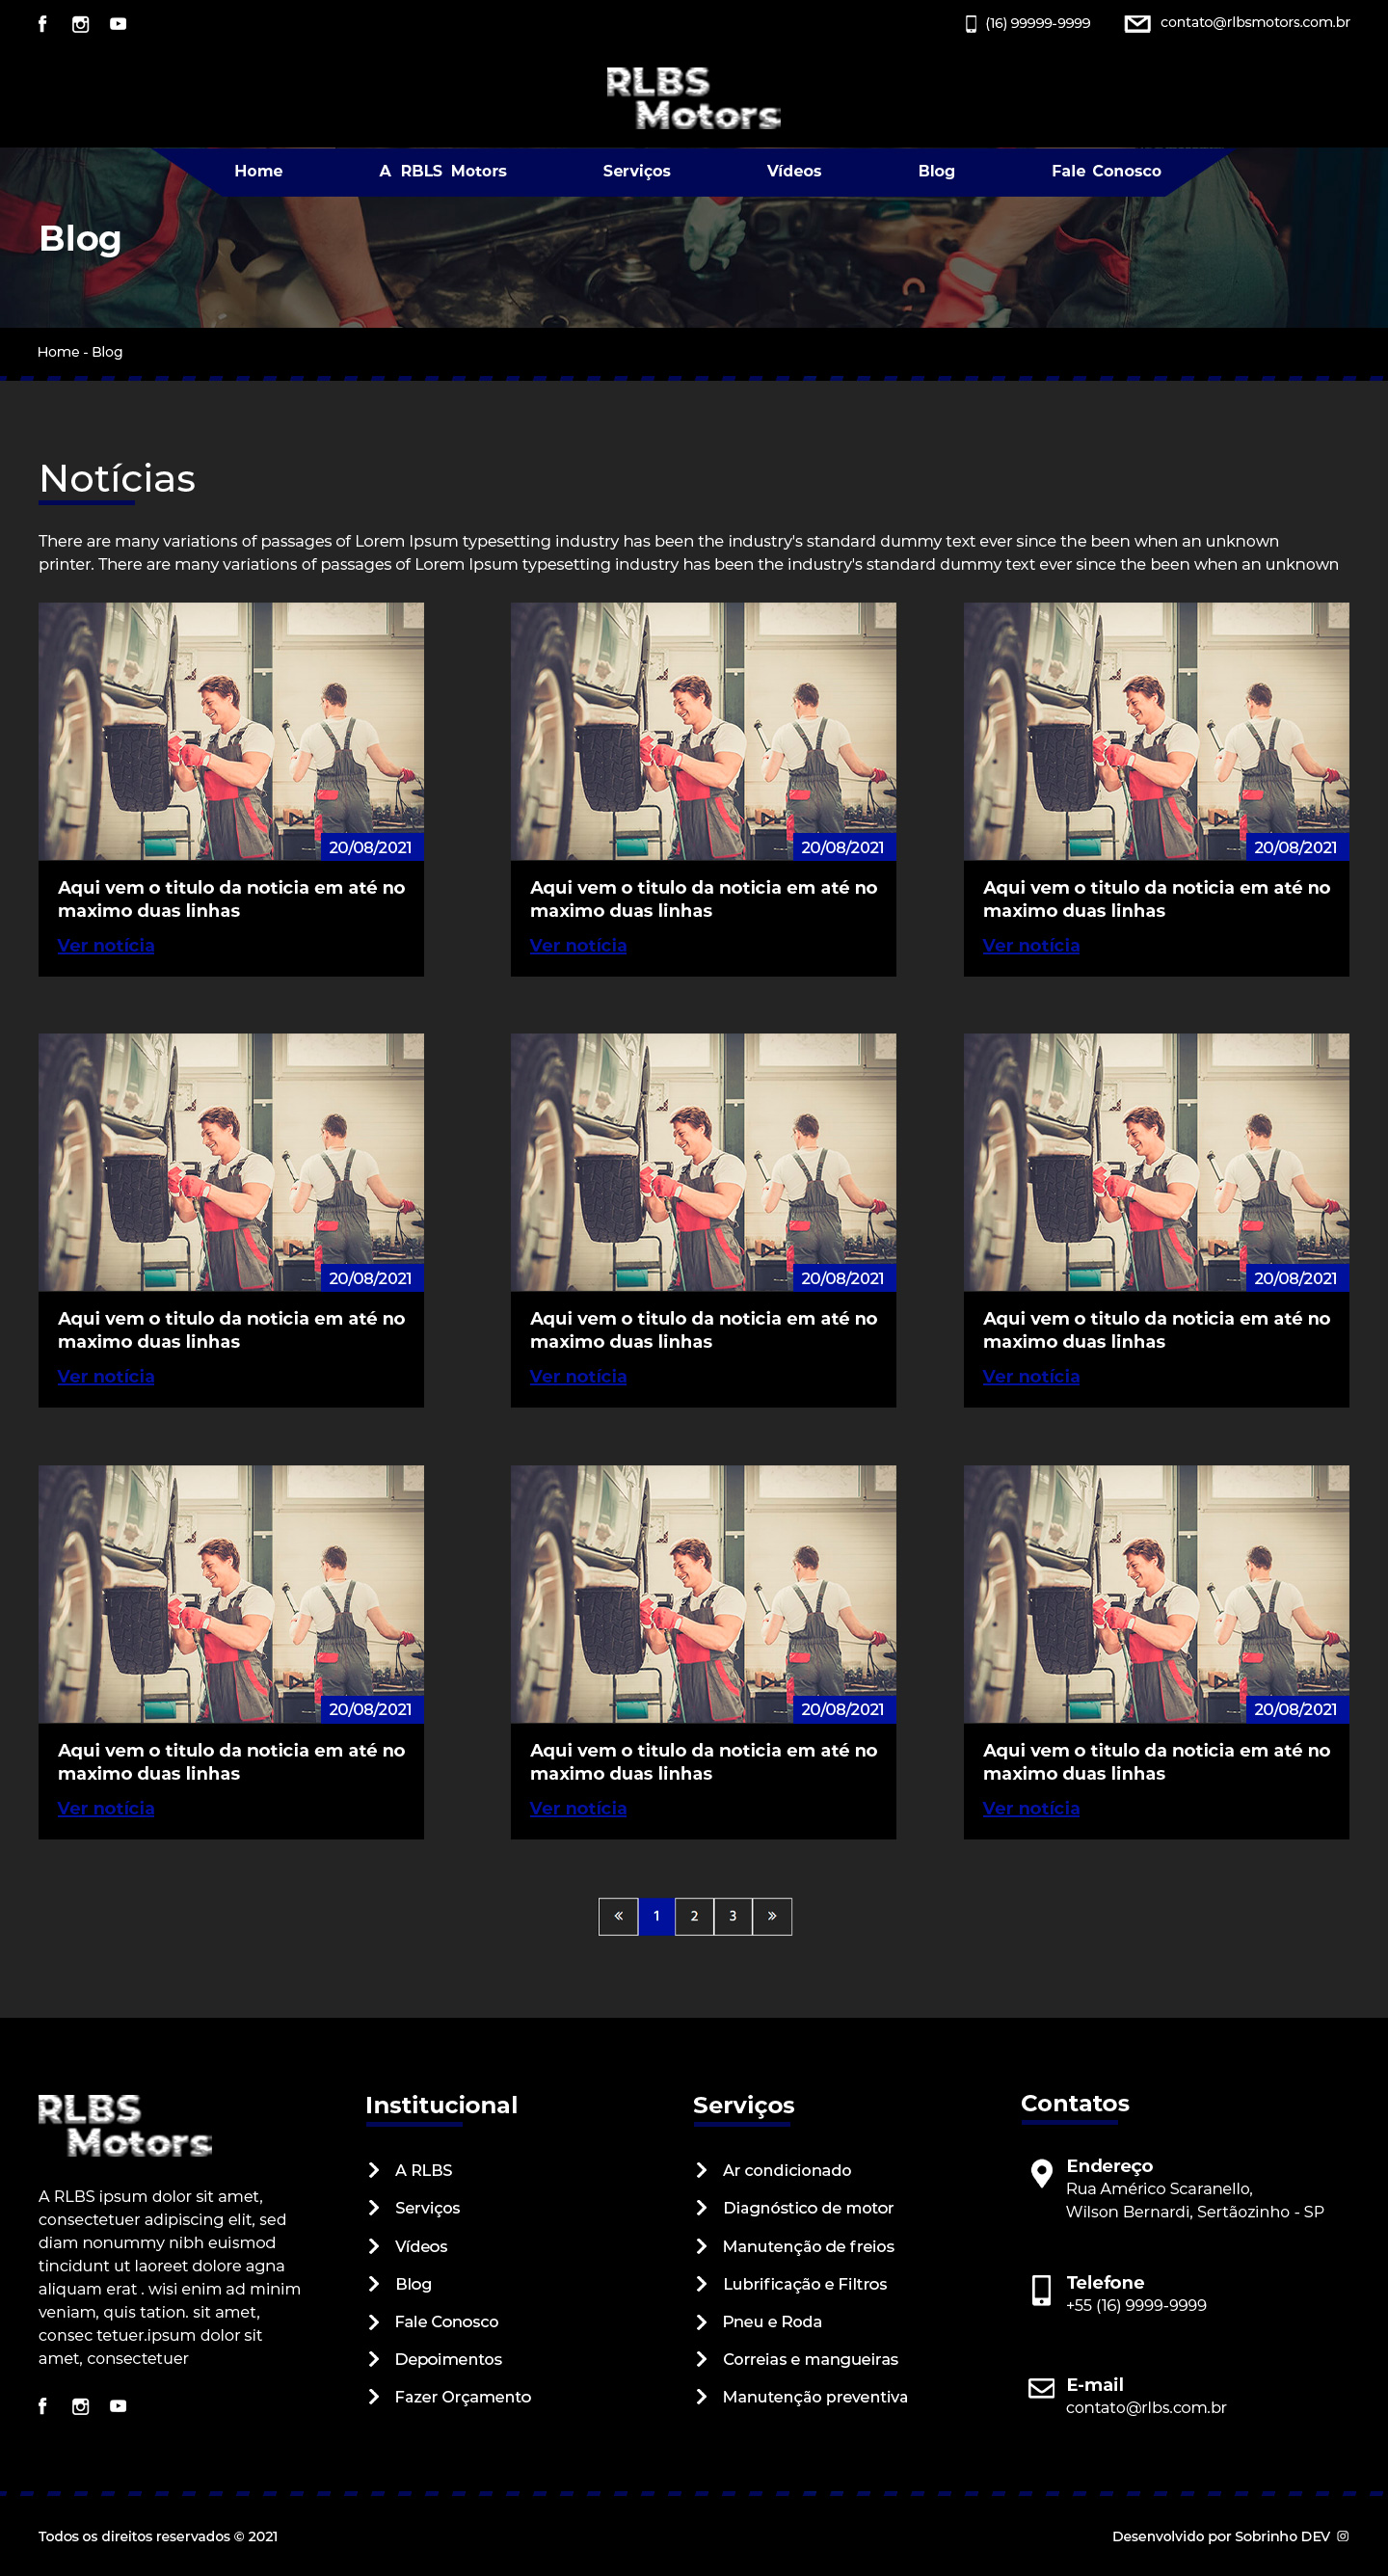 (16) 99999-9999
contato@rlbsmotors.com.br
RLBS
Motors
Home
A RBLS Motors
Serviços
Vídeos
Blog
Fale Conosco
Blog
Home - Blog
Notícias
There are many variations of passages of Lorem Ipsum typesetting industry has been the industry's standard dummy text ever since the been when an unknown
printer. There are many variations of passages of Lorem Ipsum typesetting industry has been the industry's standard dummy text ever since the been when an unknown
20/08/2021
Aqui vem o titulo da noticia em até no
maximo duas linhas
Ver notícia
20/08/2021
Aqui vem o titulo da noticia em até no
maximo duas linhas
Ver notícia
20/08/2021
Aqui vem o titulo da noticia em até no
maximo duas linhas
Ver notícia
20/08/2021
Aqui vem o titulo da noticia em até no
maximo duas linhas
Ver notícia
20/08/2021
Aqui vem o titulo da noticia em até no
maximo duas linhas
Ver notícia
20/08/2021
Aqui vem o titulo da noticia em até no
maximo duas linhas
Ver notícia
20/08/2021
Aqui vem o titulo da noticia em até no
maximo duas linhas
Ver notícia
20/08/2021
Aqui vem o titulo da noticia em até no
maximo duas linhas
Ver notícia
20/08/2021
Aqui vem o titulo da noticia em até no
maximo duas linhas
Ver notícia
« 1 2 3 »
RLBS
Motors
A RLBS ipsum dolor sit amet,
consectetuer adipiscing elit, sed
diam nonummy nibh euismod
tincidunt ut laoreet dolore agna
aliquam erat . wisi enim ad minim
veniam, quis tation. sit amet,
consec tetuer.ipsum dolor sit
amet, consectetuer
Institucional
A RLBS
Serviços
Vídeos
Blog
Fale Conosco
Depoimentos
Fazer Orçamento
Serviços
Ar condicionado
Diagnóstico de motor
Manutenção de freios
Lubrificação e Filtros
Pneu e Roda
Correias e mangueiras
Manutenção preventiva
Contatos
Endereço
Rua Américo Scaranello,
Wilson Bernardi, Sertãozinho - SP
Telefone
+55 (16) 9999-9999
E-mail
contato@rlbs.com.br
Todos os direitos reservados © 2021
Desenvolvido por Sobrinho DEV